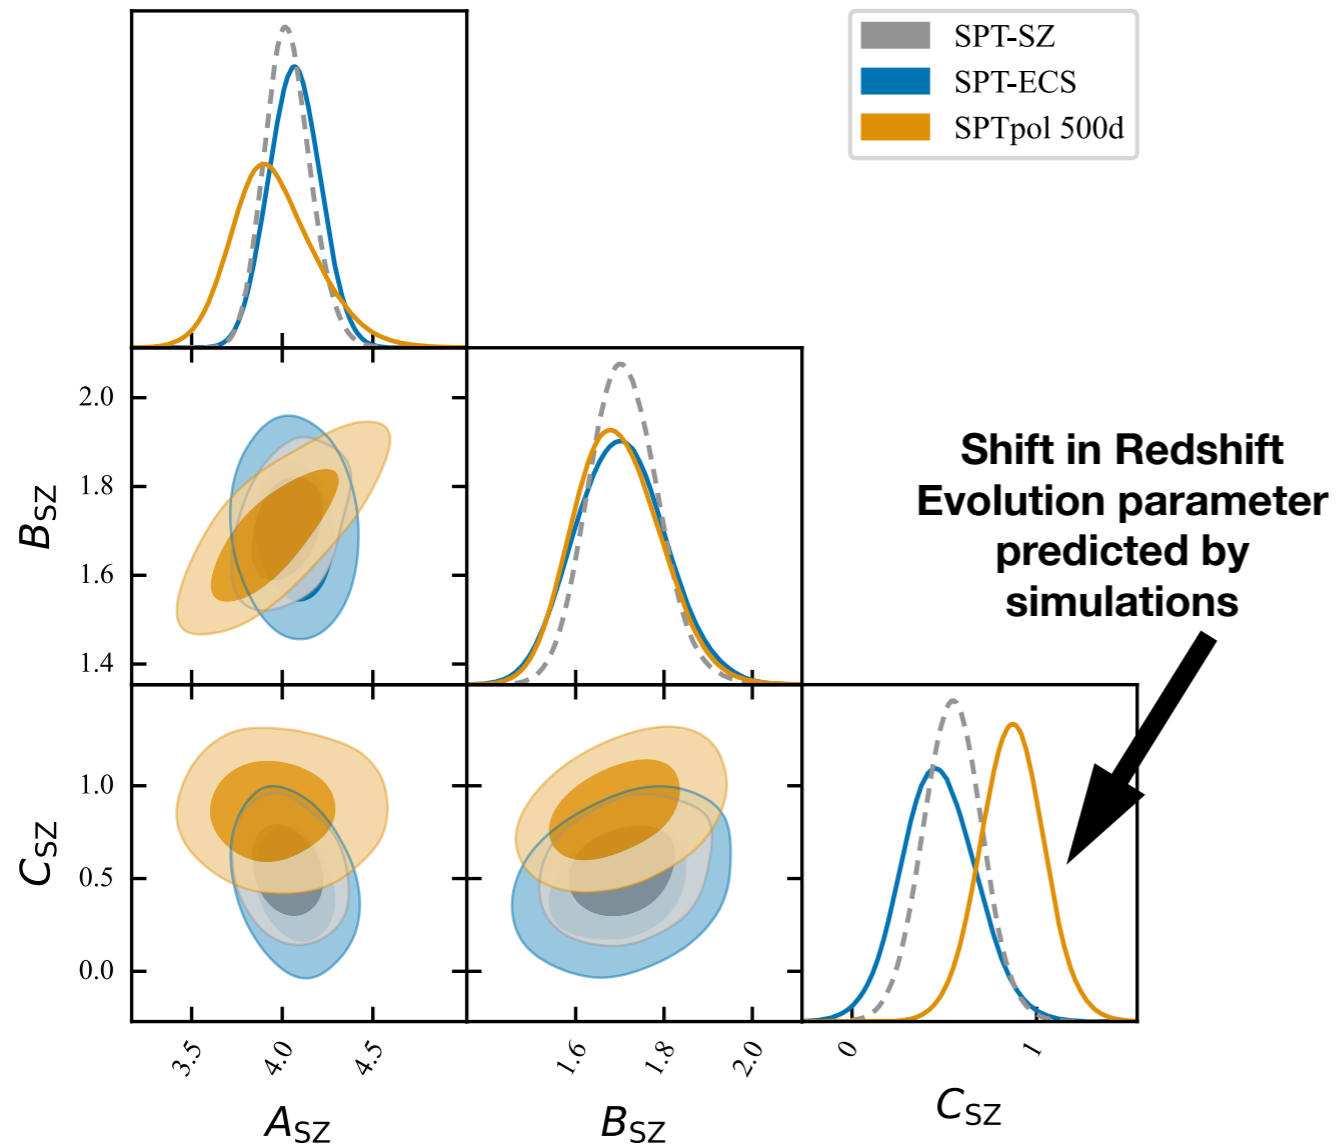 SPT-SZ
SPT-ECS
SPTpol 500d
2.0
1.8
1.6
1.4
B_SZ
Shift in Redshift
Evolution parameter
predicted by
simulations
1.0
0.5
0.0
C_SZ
3.5 4.0 4.5
1.6 1.8 2.0
0 1
A_SZ
B_SZ
C_SZ